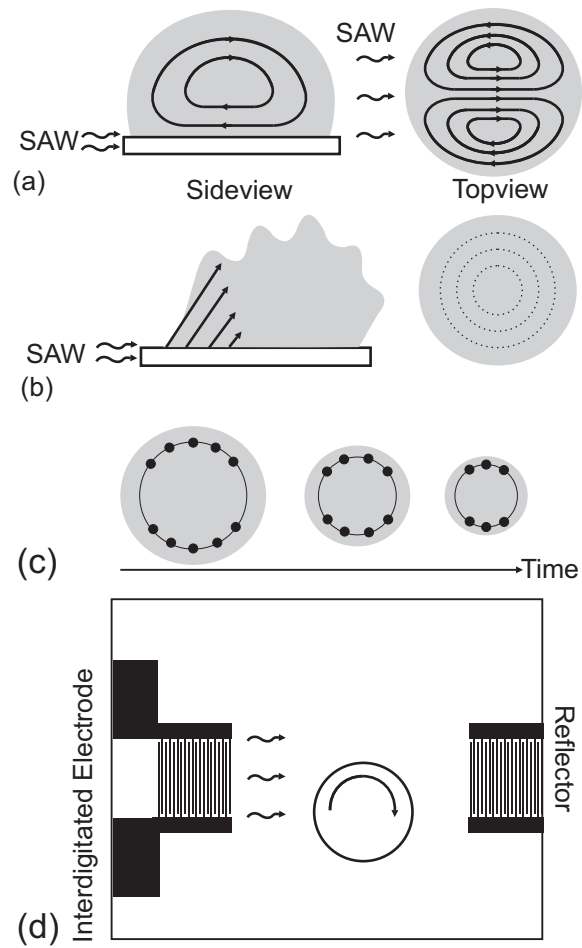 SAW
SAW
(a)
Sideview
Topview
SAW
(b)
(c)
Time
Interdigitated Electrode
Reflector
(d)